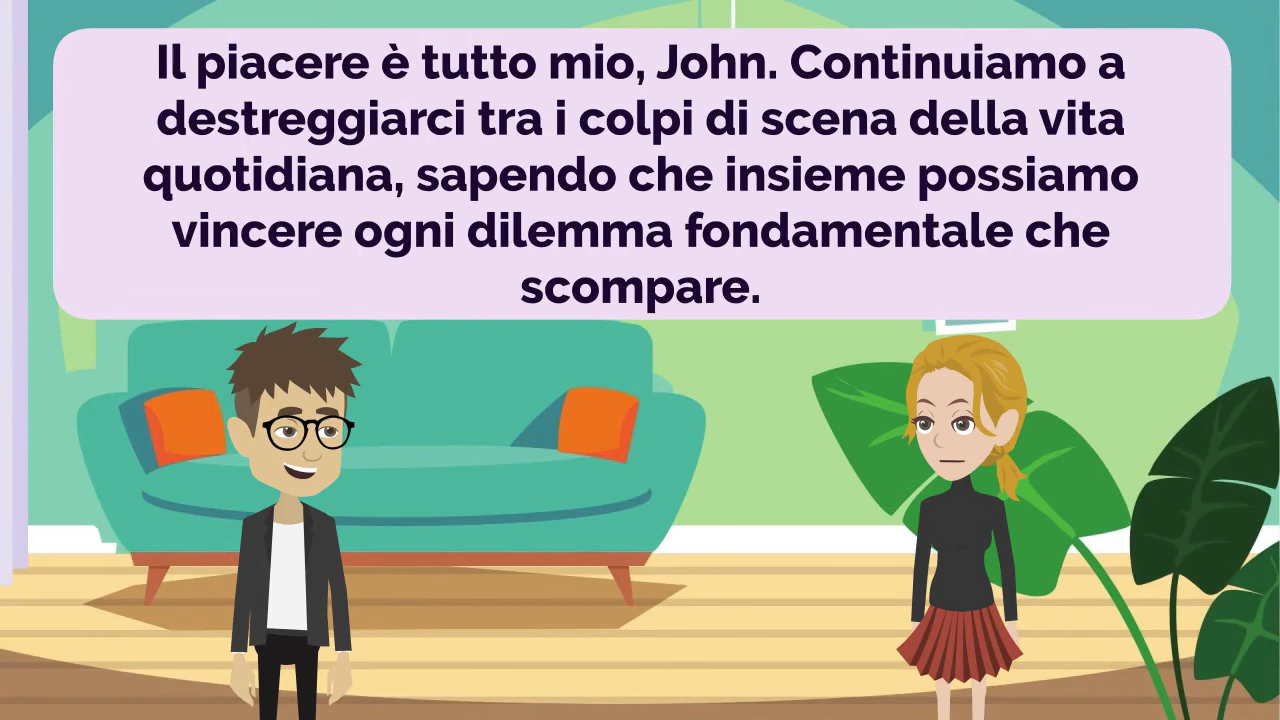 Il piacere è tutto mio, John. Continuiamo a
destreggiarci tra i colpi di scena della vita
quotidiana, sapendo che insieme possiamo
vincere ogni dilemma fondamentale che
scompare.